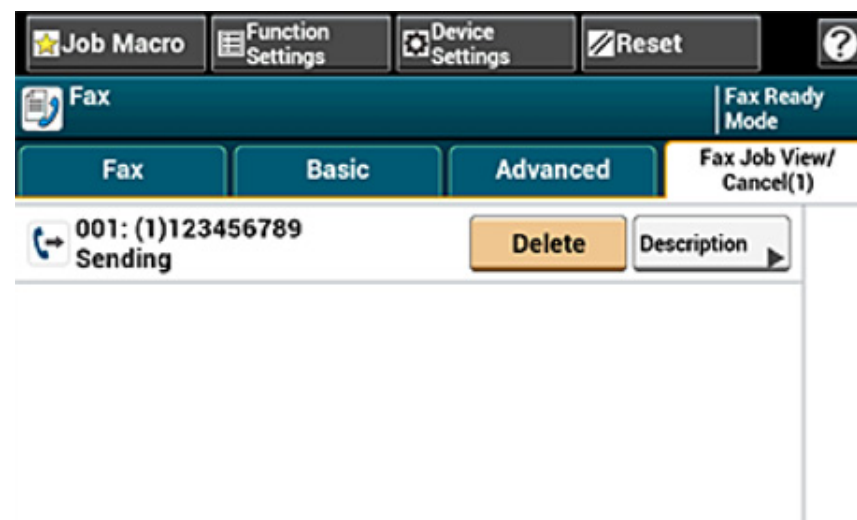 Job Macro
Function
Settings
Device
Settings
Reset
?
Fax
Fax Ready
Mode
Fax
Basic
Advanced
Fax Job View/
Cancel(1)
001: (1)123456789
Sending
Delete
Description